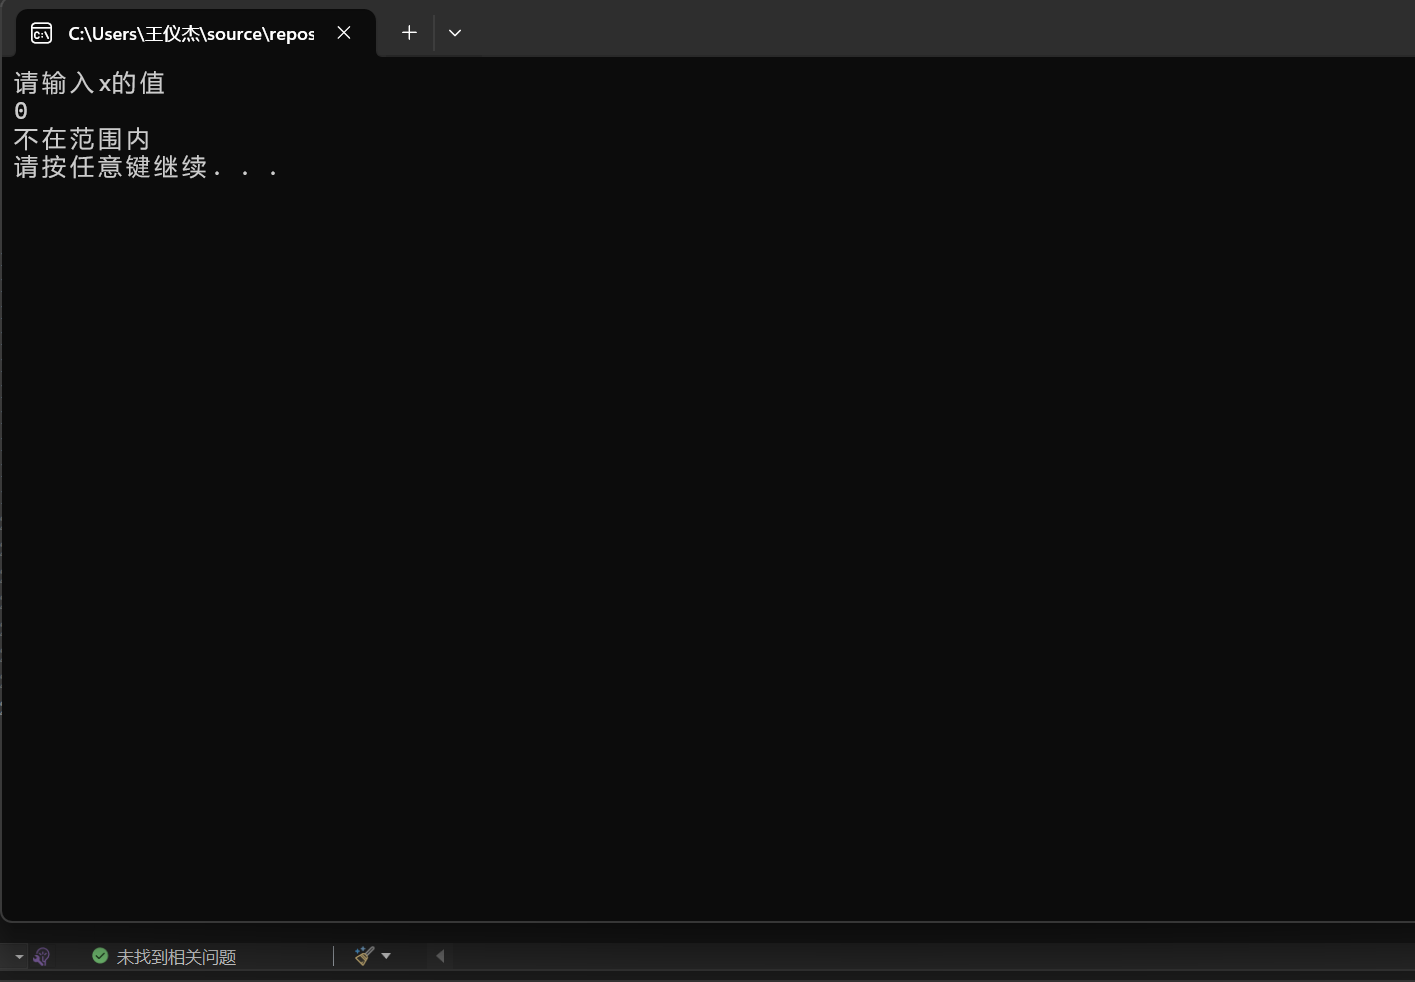 C:\Users\王仪杰\source\repos
请输入x的值
0
不在范围内
请按任意键继续. . .
未找到相关问题